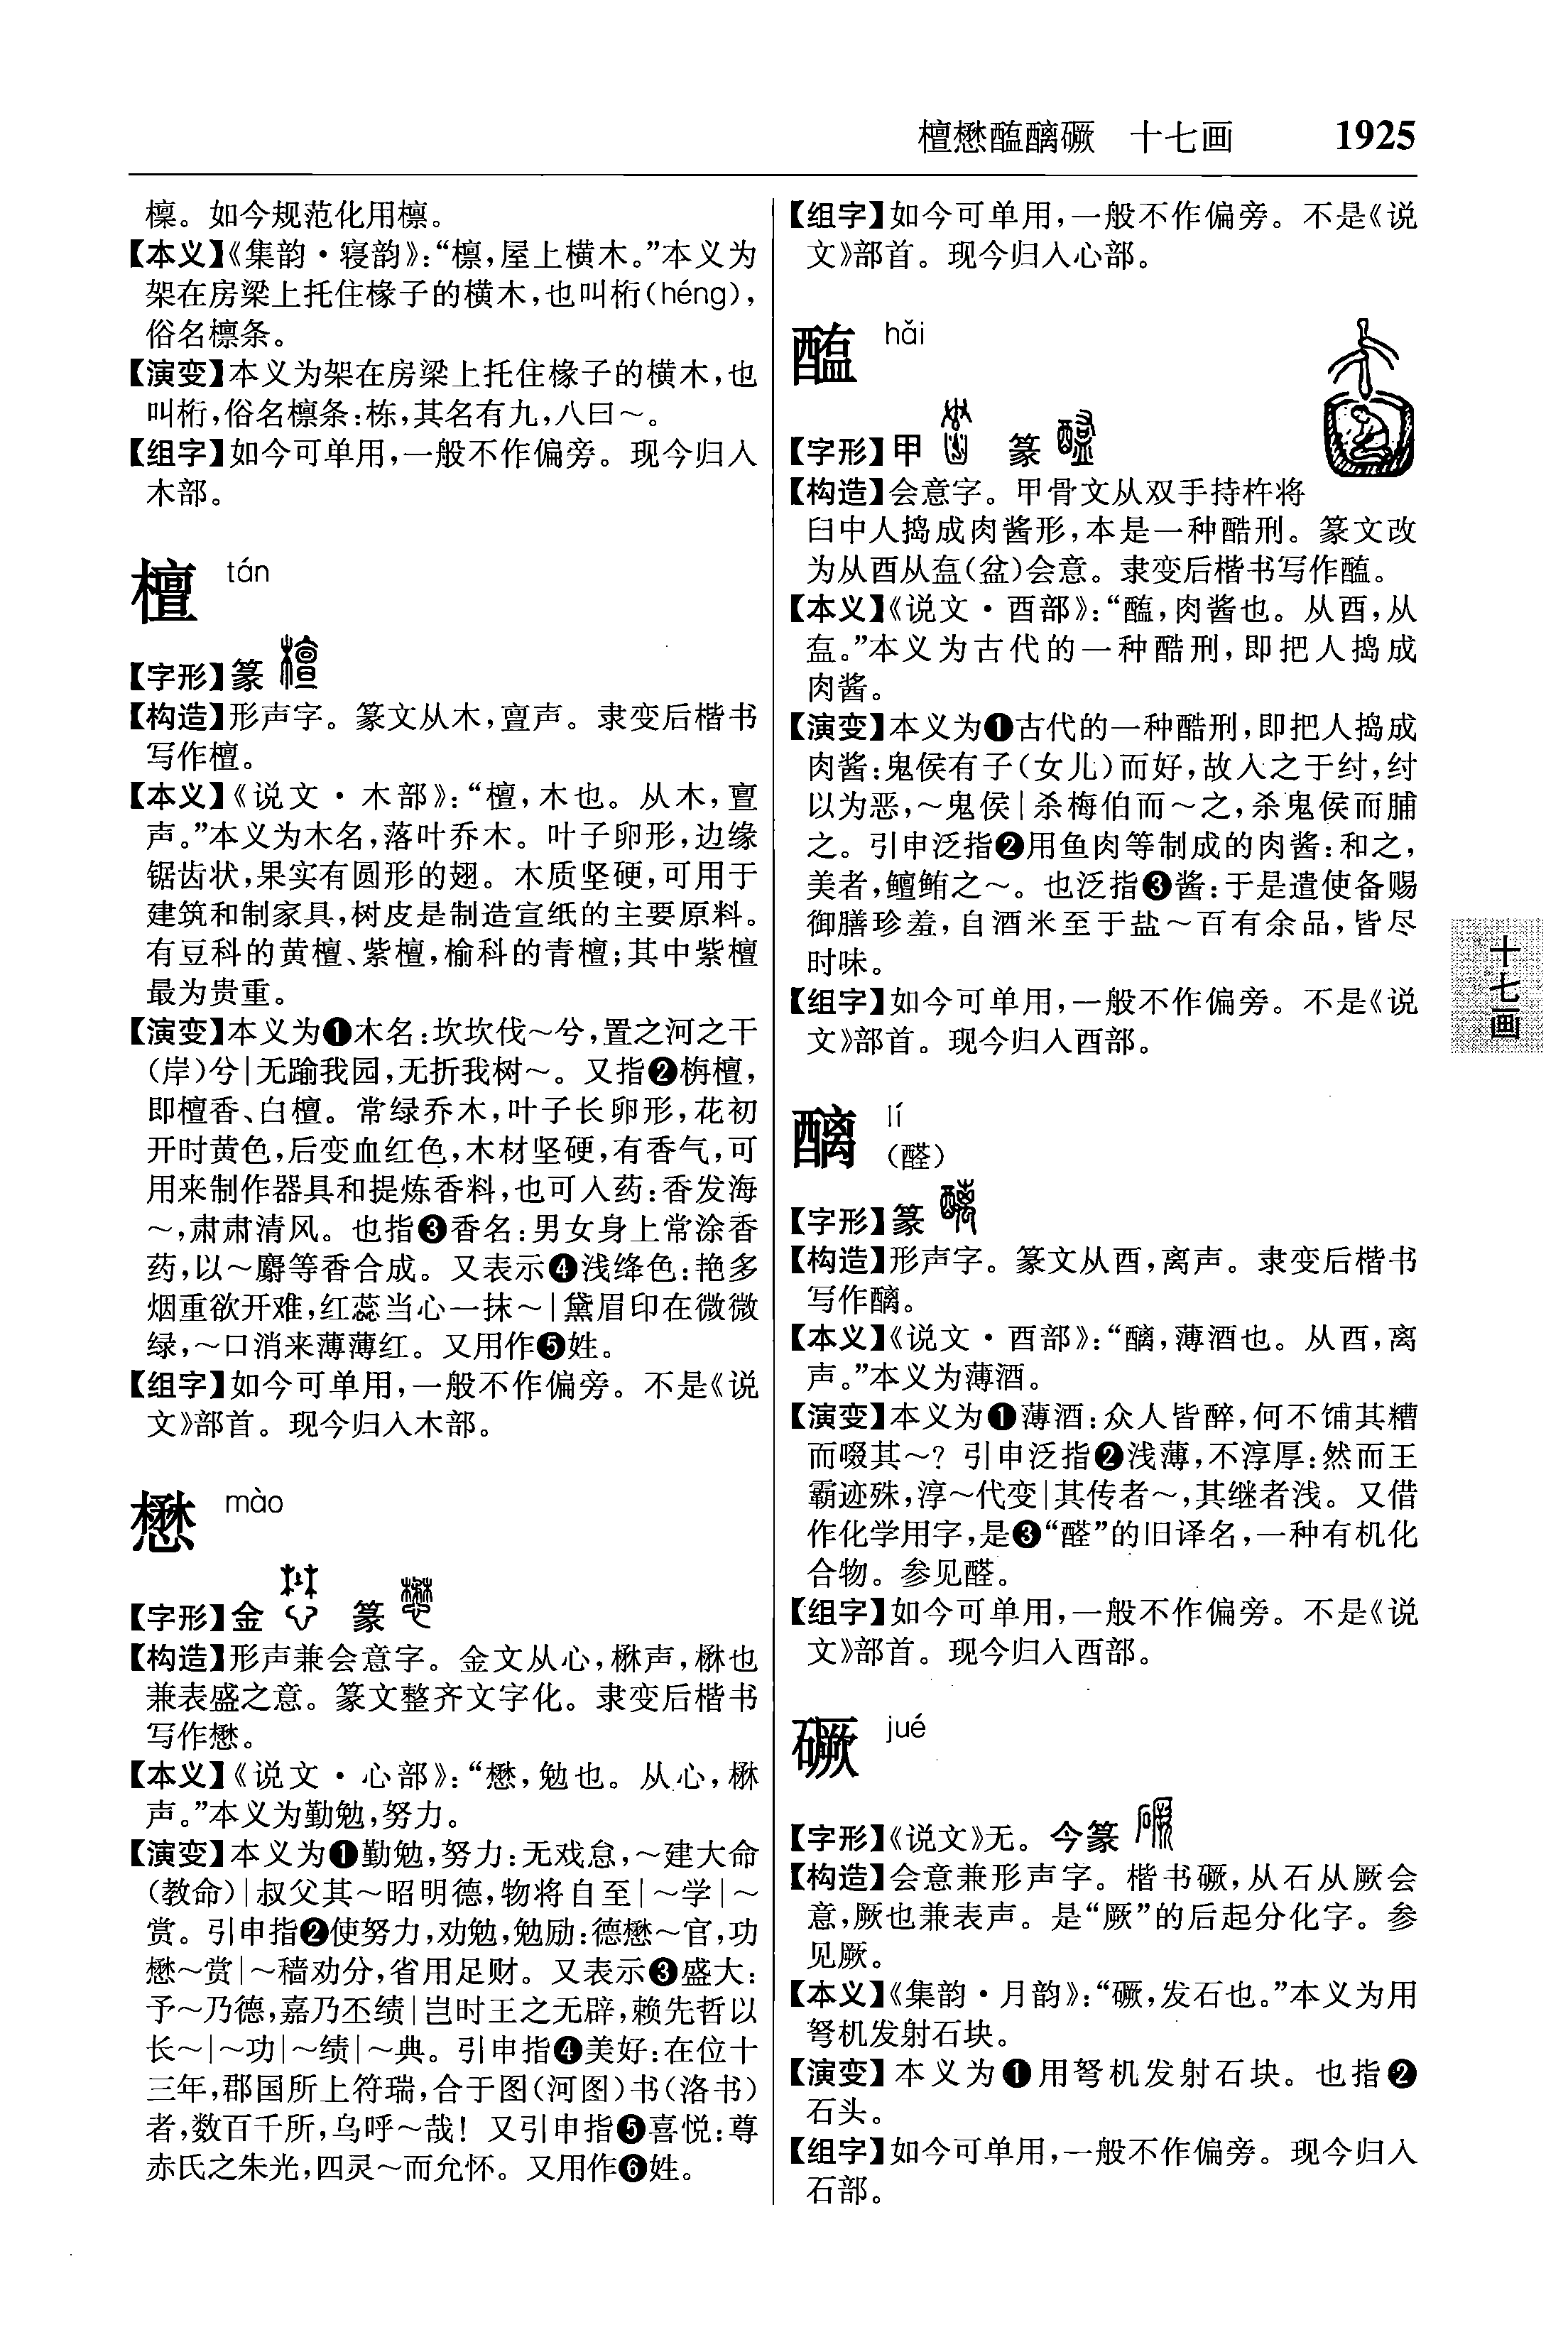 檀懋醢醨㵐 十七画 1925
檁。如今规范化用檩。
【本义】《集韵·寝韵》：“檩，屋上横木。”本义为
架在房梁上托住椽子的横木，也叫桁(héng)，
俗名檩条。
【演变】本义为架在房梁上托住椽子的横木，也
叫桁，俗名檩条：栋，其名有九，八曰～。
【组字】如今可单用，一般不作偏旁。现今归入
木部。
檀 tán
【字形】篆
【构造】形声字。篆文从木，亶声。隶变后楷书
写作檀。
【本义】《说文·木部》：“檀，木也。从木，亶
声。”本义为木名，落叶乔木。叶子卵形，边缘
锯齿状，果实有圆形的翅。木质坚硬，可用于
建筑和制家具，树皮是制造宣纸的主要原料。
有豆科的黄檀、紫檀，榆科的青檀；其中紫檀
最为贵重。
【演变】本义为❶木名：坎坎伐～兮，置之河之干
(岸)兮|无踰我园，无折我树～。又指❷栴檀，
即檀香、白檀。常绿乔木，叶子长卵形，花初
开时黄色，后变血红色，木材坚硬，有香气，可
用来制作器具和提炼香料，也可入药：香发海
～，肃肃清风。也指❸香名：男女身上常涂香
药，以～麝等香合成。又表示❹浅绛色：艳多
烟重欲开难，红蕊当心一抹～|黛眉印在微微
绿，～口消来薄薄红。又用作❺姓。
【组字】如今可单用，一般不作偏旁。不是《说
文》部首。现今归入木部。
懋 mào
【字形】金 篆
【构造】形声兼会意字。金文从心，楙声，楙也
兼表盛之意。篆文整齐文字化。隶变后楷书
写作懋。
【本义】《说文·心部》：“懋，勉也。从心，楙
声。”本义为勤勉，努力。
【演变】本义为❶勤勉，努力：无戏怠，～建大命
(教命)|叔父其～昭明德，物将自至|～学|～
赏。引申指❷使努力，劝勉，勉励：德懋～官，功
懋～赏|～穑劝分，省用足财。又表示❸盛大：
予～乃德，嘉乃丕绩|岂时王之无辟，赖先哲以
长～|～功|～绩|～典。引申指❹美好：在位十
三年，郡国所上符瑞，合于图(河图)书(洛书)
者，数百千所，乌呼～哉！又引申指❺喜悦：尊
赤氏之朱光，四灵～而允怀。又用作❻姓。
【组字】如今可单用，一般不作偏旁。不是《说
文》部首。现今归入心部。
醢 hǎi
【字形】甲 篆
【构造】会意字。甲骨文从双手持杵将
臼中人捣成肉酱形，本是一种酷刑。篆文改
为从酉从𥁓(盆)会意。隶变后楷书写作醢。
【本义】《说文·酉部》：“醢，肉酱也。从酉，从
𥁓。”本义为古代的一种酷刑，即把人捣成
肉酱。
【演变】本义为❶古代的一种酷刑，即把人捣成
肉酱：鬼侯有子(女儿)而好，故入之于纣，纣
以为恶，～鬼侯|杀梅伯而～之，杀鬼侯而脯
之。引申泛指❷用鱼肉等制成的肉酱：和之，
美者，鳣鲔之～。也泛指❸酱：于是遣使备赐
御膳珍羞，自酒米至于盐～百有余品，皆尽
时味。
【组字】如今可单用，一般不作偏旁。不是《说
文》部首。现今归入酉部。
醨 lí
(醛)
【字形】篆
【构造】形声字。篆文从酉，离声。隶变后楷书
写作醨。
【本义】《说文·酉部》：“醨，薄酒也。从酉，离
声。”本义为薄酒。
【演变】本义为❶薄酒：众人皆醉，何不𫗦其糟
而啜其～？引申泛指❷浅薄，不淳厚：然而王
霸迹殊，淳～代变|其传者～，其继者浅。又借
作化学用字，是❸“醛”的旧译名，一种有机化
合物。参见醛。
【组字】如今可单用，一般不作偏旁。不是《说
文》部首。现今归入酉部。
𥕳 jué
【字形】《说文》无。今篆
【构造】会意兼形声字。楷书𥕳，从石从厥会
意，厥也兼表声。是“厥”的后起分化字。参
见厥。
【本义】《集韵·月韵》：“𥕳，发石也。”本义为用
弩机发射石块。
【演变】本义为❶用弩机发射石块。也指❷
石头。
【组字】如今可单用，一般不作偏旁。现今归入
石部。
十七画